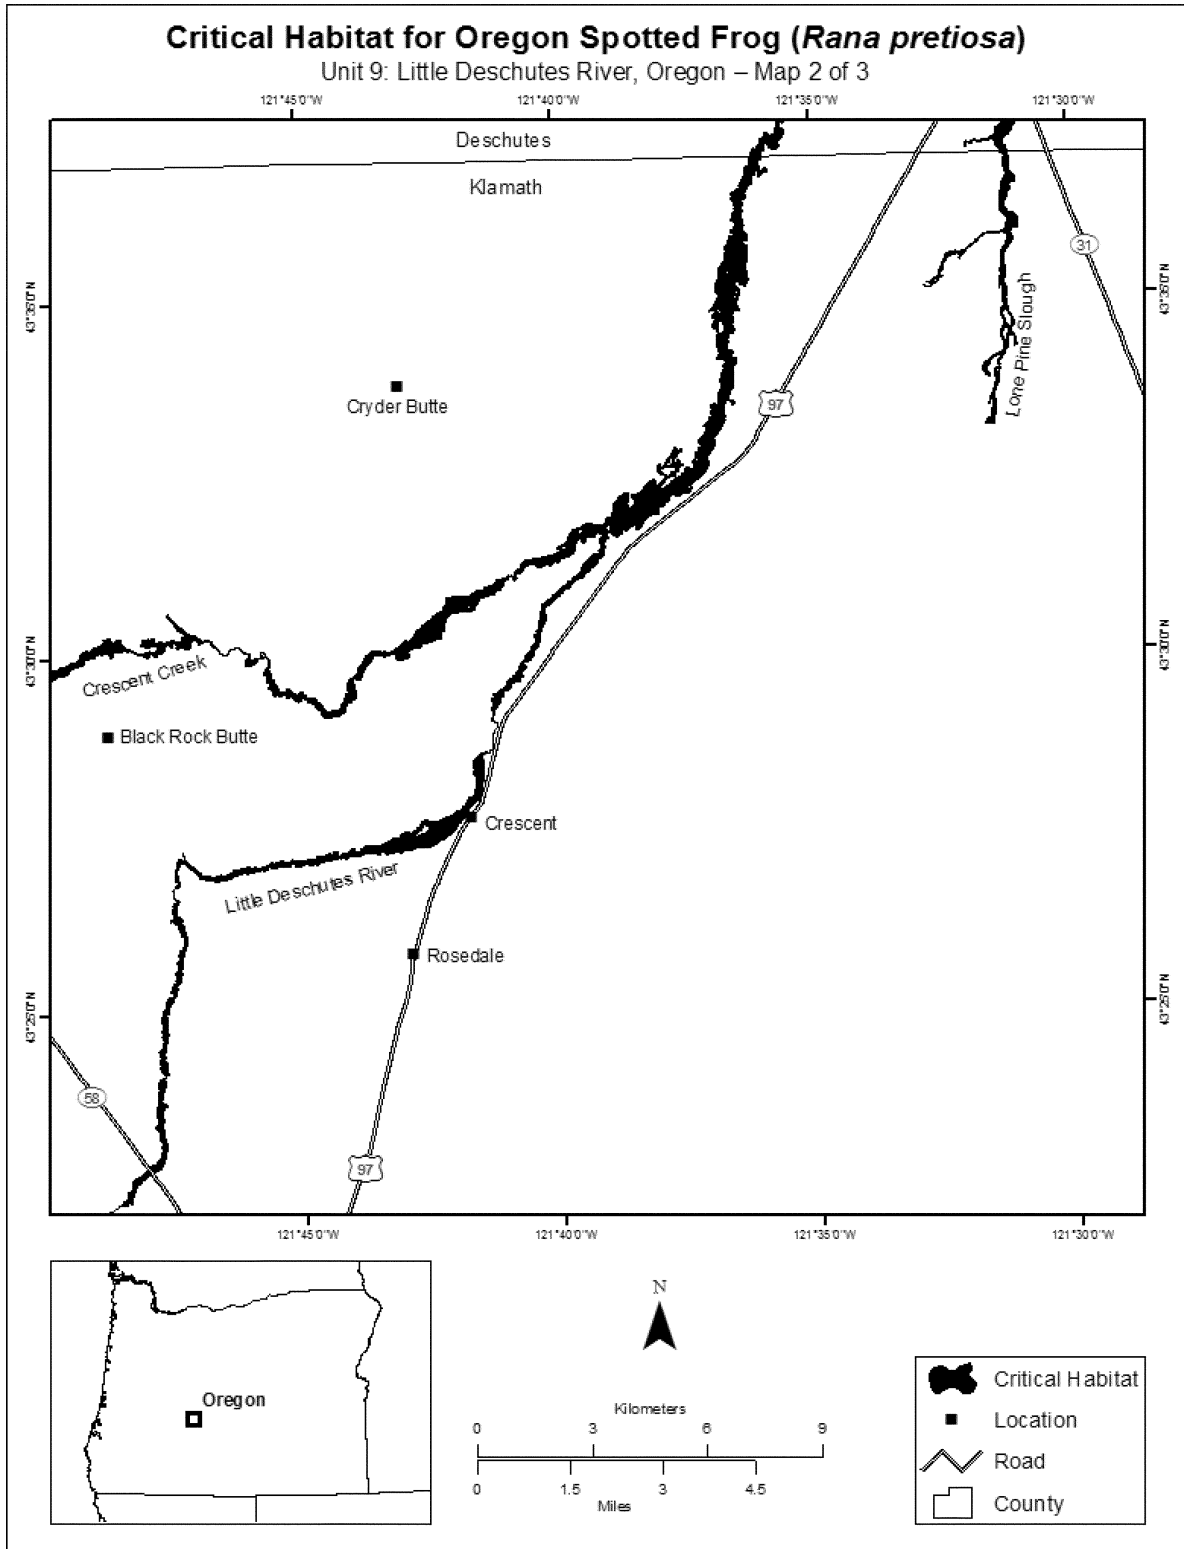 Critical Habitat for Oregon Spotted Frog (Rana pretiosa)
Unit 9: Little Deschutes River, Oregon – Map 2 of 3
121°45'0"W 121°40'0"W 121°35'0"W 121°30'0"W
Deschutes
Klamath
31
43°35'0"N 43°35'0"N
Lone Pine Slough
97
Cryder Butte
43°30'0"N 43°30'0"N
Crescent Creek
Black Rock Butte
Crescent
Little Deschutes River
Rosedale
43°25'0"N 43°25'0"N
58
97
121°45'0"W 121°40'0"W 121°35'0"W 121°30'0"W
N
Oregon
Kilometers
0 3 6 9
0 1.5 3 4.5
Miles
Critical Habitat
Location
Road
County